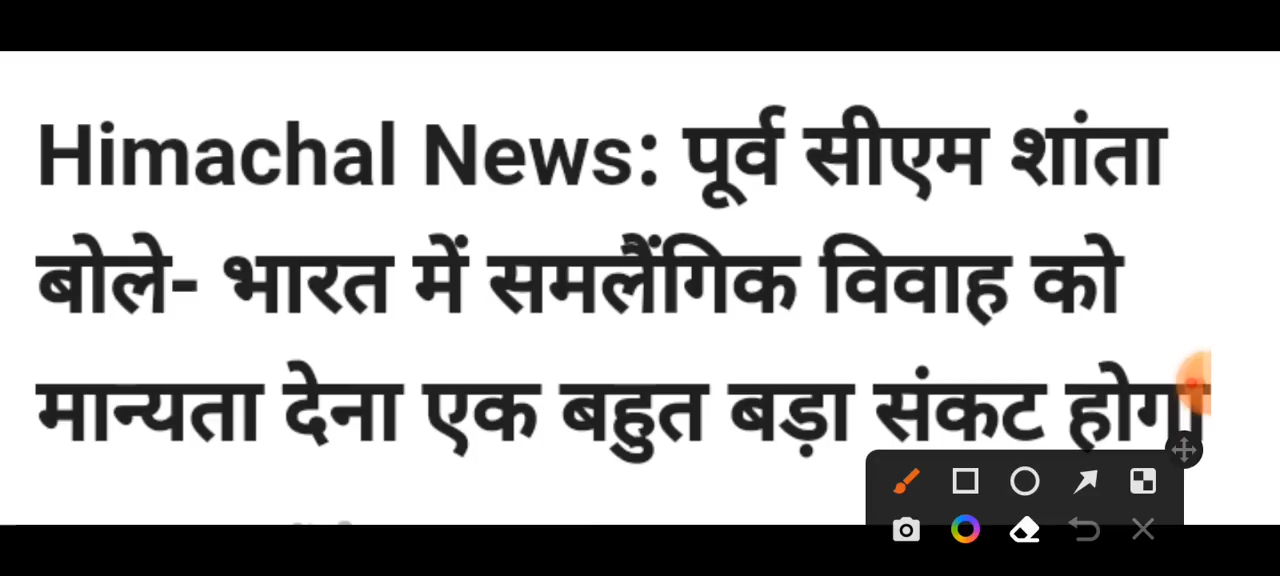 Himachal News: पूर्व सीएम शांता
बोले- भारत में समलैंगिक विवाह को
मान्यता देना एक बहुत बड़ा संकट होगा